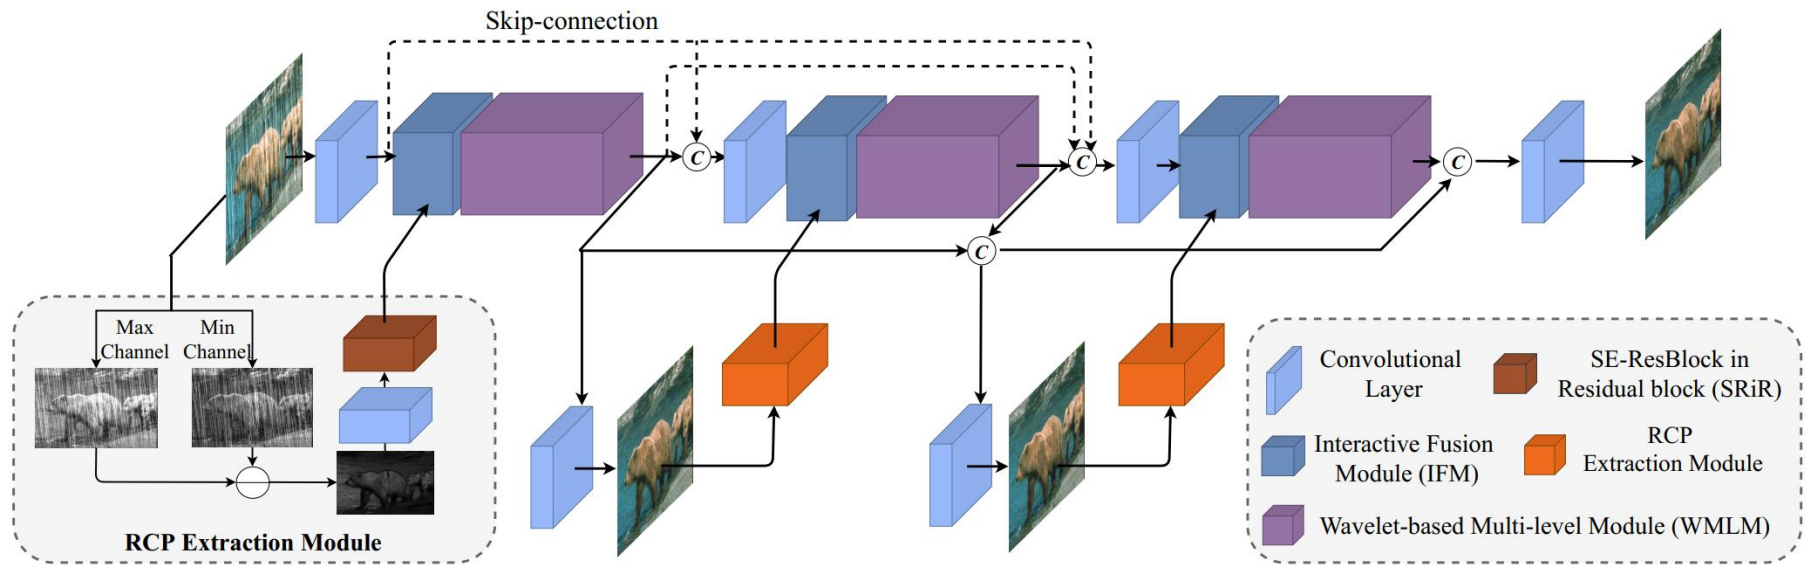 Skip-connection
C
C
C
C
Max
Channel
Min
Channel
RCP Extraction Module
Convolutional
Layer
SE-ResBlock in
Residual block (SRiR)
Interactive Fusion
Module (IFM)
RCP
Extraction Module
Wavelet-based Multi-level Module (WMLM)